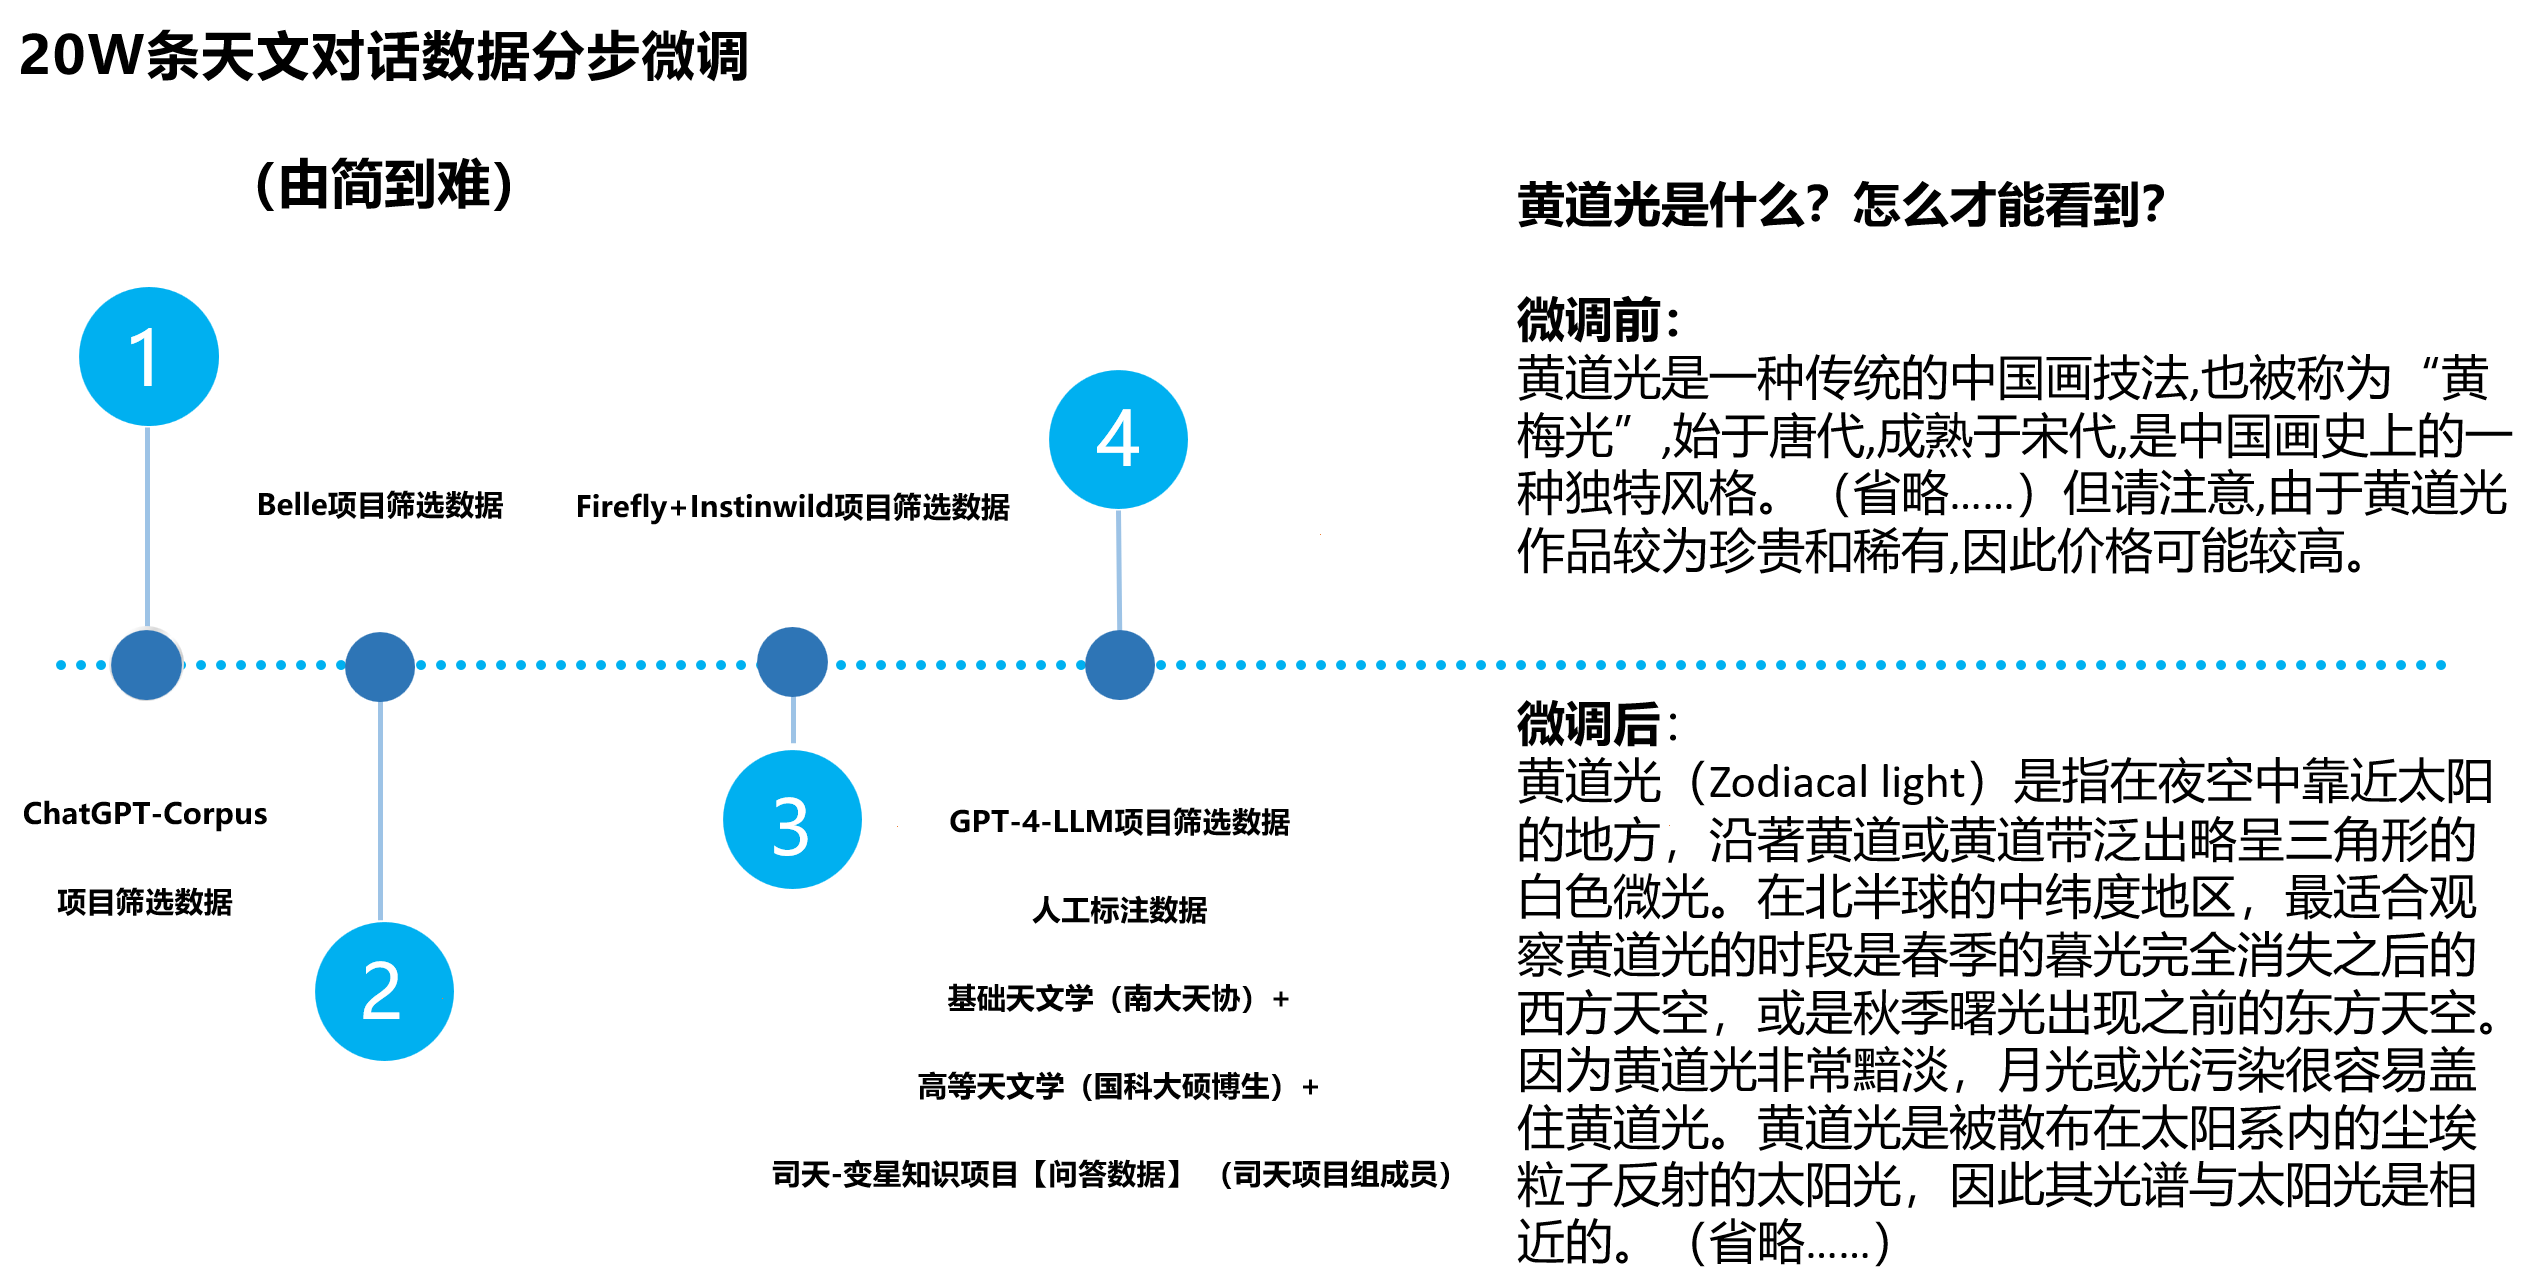 20W条天文对话数据分步微调
（由简到难）
1
ChatGPT-Corpus
项目筛选数据
Belle项目筛选数据
2
Firefly+Instinwild项目筛选数据
3
4
GPT-4-LLM项目筛选数据
人工标注数据
基础天文学（南大天协）+
高等天文学（国科大硕博生）+
司天-变星知识项目【问答数据】（司天项目组成员）
黄道光是什么？怎么才能看到？
微调前：
黄道光是一种传统的中国画技法,也被称为“黄
梅光”,始于唐代,成熟于宋代,是中国画史上的一
种独特风格。（省略……）但请注意,由于黄道光
作品较为珍贵和稀有,因此价格可能较高。
微调后：
黄道光（Zodiacal light）是指在夜空中靠近太阳
的地方，沿著黄道或黄道带泛出略呈三角形的
白色微光。在北半球的中纬度地区，最适合观
察黄道光的时段是春季的暮光完全消失之后的
西方天空，或是秋季曙光出现之前的东方天空。
因为黄道光非常黯淡，月光或光污染很容易盖
住黄道光。黄道光是被散布在太阳系内的尘埃
粒子反射的太阳光，因此其光谱与太阳光是相
近的。（省略……）